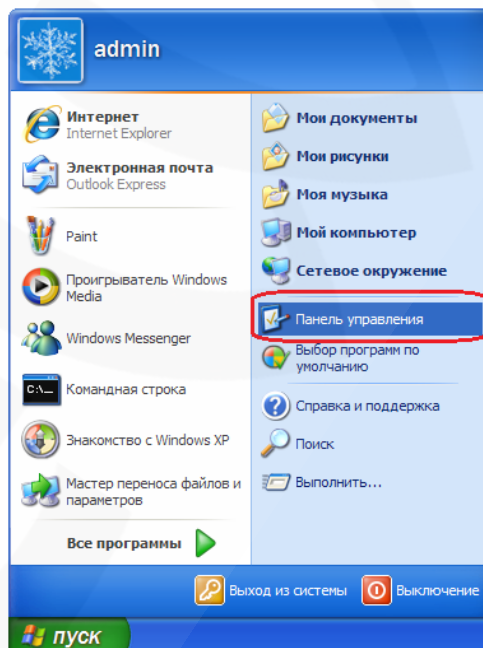 admin
Интернет
Internet Explorer
Электронная почта
Outlook Express
Paint
Проигрыватель Windows
Media
Windows Messenger
C:\_
Командная строка
Знакомство с Windows XP
Мастер переноса файлов и
параметров
Все программы
Мои документы
Мои рисунки
Моя музыка
Мой компьютер
Сетевое окружение
Панель управления
Выбор программ по
умолчанию
Справка и поддержка
Поиск
Выполнить...
Выход из системы
Выключение
пуск